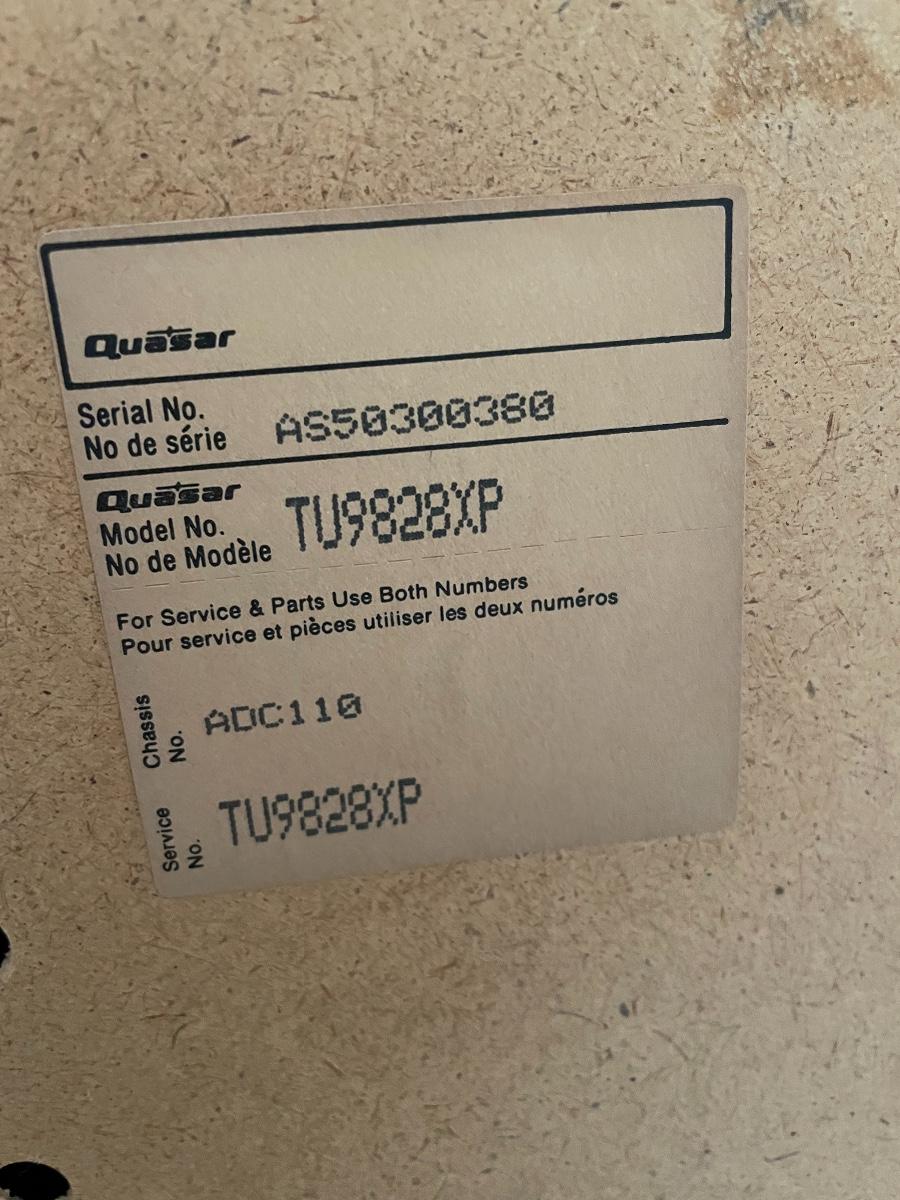 Quasar
Serial No.
No de série AS50300380
Quasar
Model No.
No de Modèle TU9828XP
For Service & Parts Use Both Numbers
Pour service et pièces utiliser les deux numéros
Chassis
No. ADC110
Service
No. TU9828XP